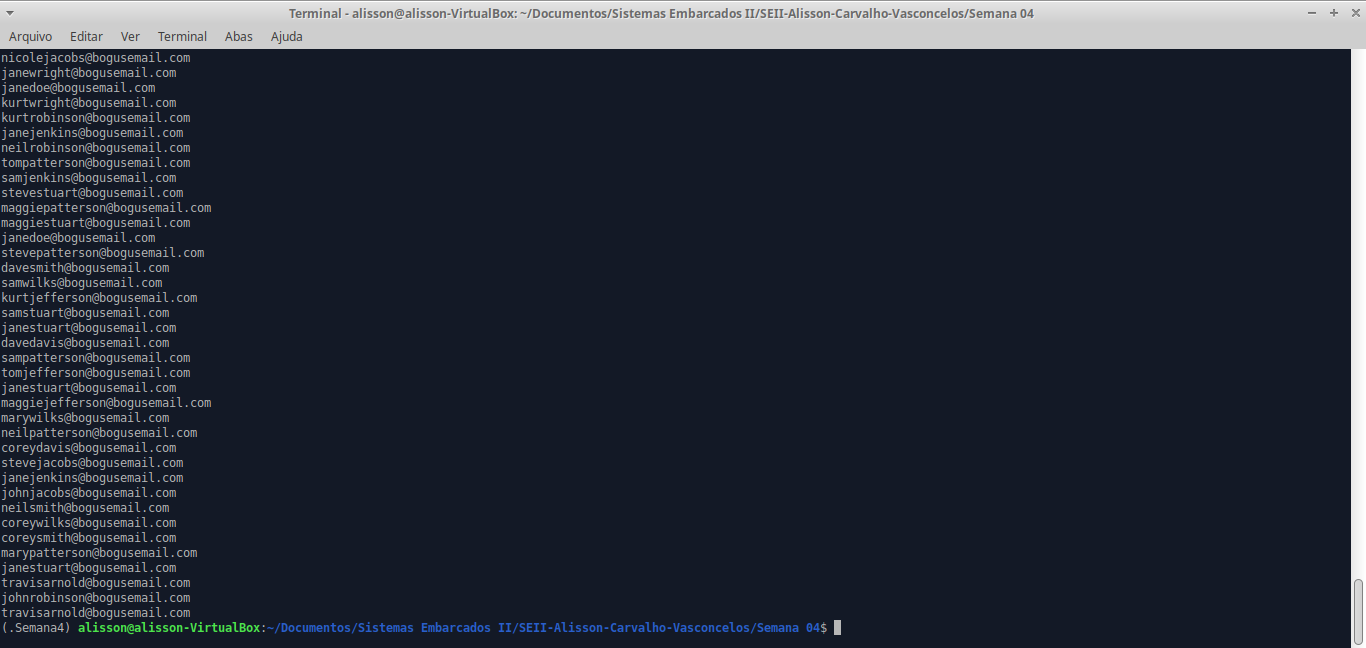 Terminal - alisson@alisson-VirtualBox: ~/Documentos/Sistemas Embarcados II/SEII-Alisson-Carvalho-Vasconcelos/Semana 04
Arquivo Editar Ver Terminal Abas Ajuda
nicolejacobs@bogusemail.com
janewright@bogusemail.com
janedoe@bogusemail.com
kurtwright@bogusemail.com
kurtrobinson@bogusemail.com
janejenkins@bogusemail.com
neilrobinson@bogusemail.com
tompatterson@bogusemail.com
samjenkins@bogusemail.com
stevestuart@bogusemail.com
maggiepatterson@bogusemail.com
maggiestuart@bogusemail.com
janedoe@bogusemail.com
stevepatterson@bogusemail.com
davesmith@bogusemail.com
samwilks@bogusemail.com
kurtjefferson@bogusemail.com
samstuart@bogusemail.com
janestuart@bogusemail.com
davedavis@bogusemail.com
sampatterson@bogusemail.com
tomjefferson@bogusemail.com
janestuart@bogusemail.com
maggiejefferson@bogusemail.com
marywilks@bogusemail.com
neilpatterson@bogusemail.com
coreydavis@bogusemail.com
stevejacobs@bogusemail.com
janejenkins@bogusemail.com
johnjacobs@bogusemail.com
neilsmith@bogusemail.com
coreywilks@bogusemail.com
coreysmith@bogusemail.com
marypatterson@bogusemail.com
janestuart@bogusemail.com
travisarnold@bogusemail.com
johnrobinson@bogusemail.com
travisarnold@bogusemail.com
(.Semana4) alisson@alisson-VirtualBox:~/Documentos/Sistemas Embarcados II/SEII-Alisson-Carvalho-Vasconcelos/Semana 04$